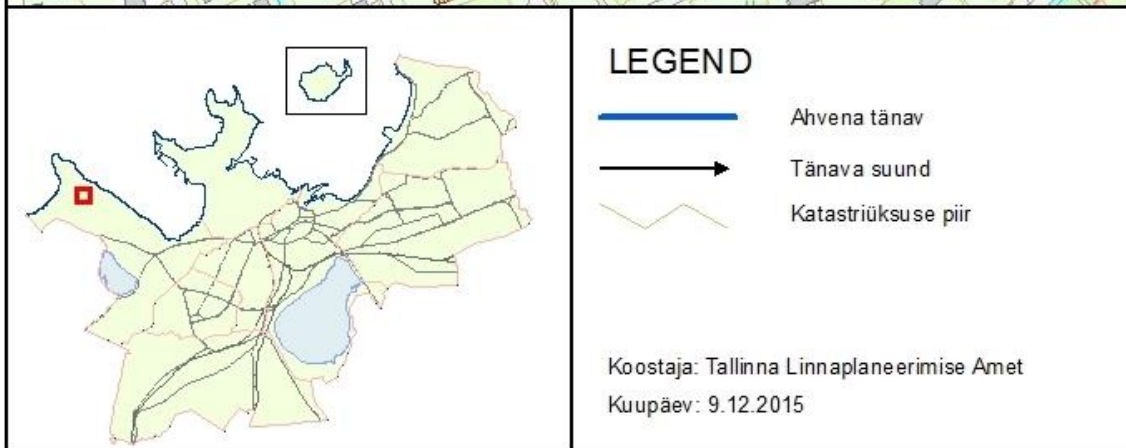 LEGEND
Ahvena tänav
Tänava suund
Katastriüksuse piir
Koostaja: Tallinna Linnaplaneerimise Amet
Kuupäev: 9.12.2015